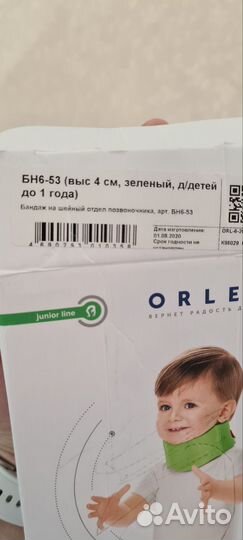 БН6-53 (выс 4 см, зеленый, д/детей
до 1 года)
Бандаж на шейный отдел позвоночника, арт. БН6-53
Дата изготовления:
01.08.2020
Срок годности не
junior line
ORLE
ВЕРНЕТ РАДОСТЬ Д
Avito